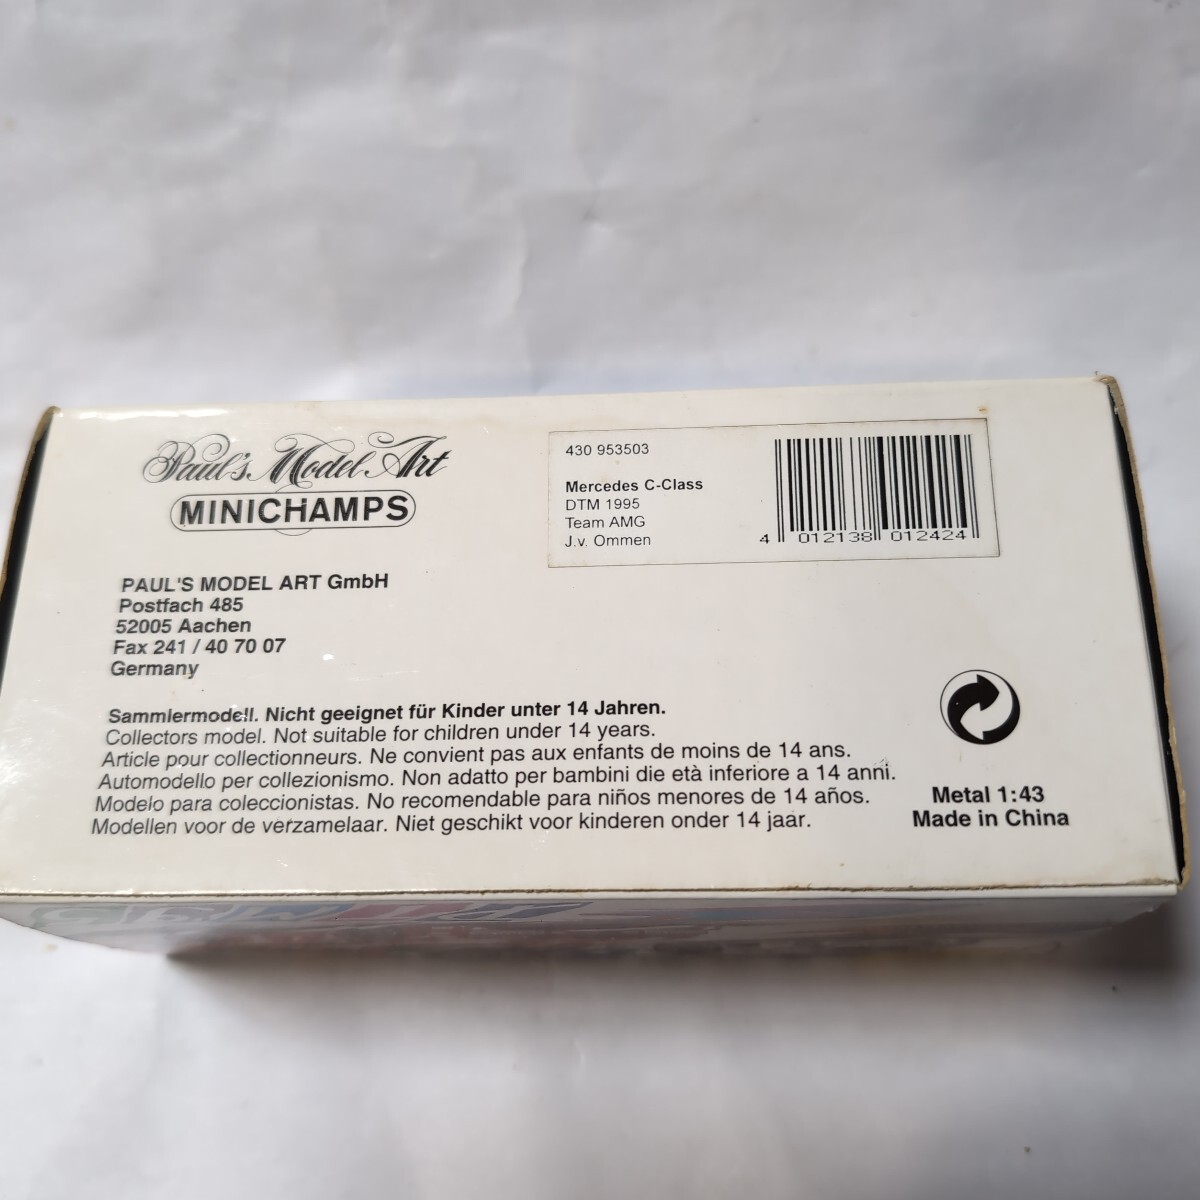 Paul's Model Art
MINICHAMPS
430 953503
Mercedes C-Class
DTM 1995
Team AMG
J.v. Ommen
4 012138 012424
PAUL'S MODEL ART GmbH
Postfach 485
52005 Aachen
Fax 241 / 40 70 07
Germany
Sammlermodell. Nicht geeignet für Kinder unter 14 Jahren.
Collectors model. Not suitable for children under 14 years.
Article pour collectionneurs. Ne convient pas aux enfants de moins de 14 ans.
Automodello per collezionismo. Non adatto per bambini die età inferiore a 14 anni.
Modelo para coleccionistas. No recomendable para niños menores de 14 años.
Modellen voor de verzamelaar. Niet geschikt voor kinderen onder 14 jaar.
Metal 1:43
Made in China